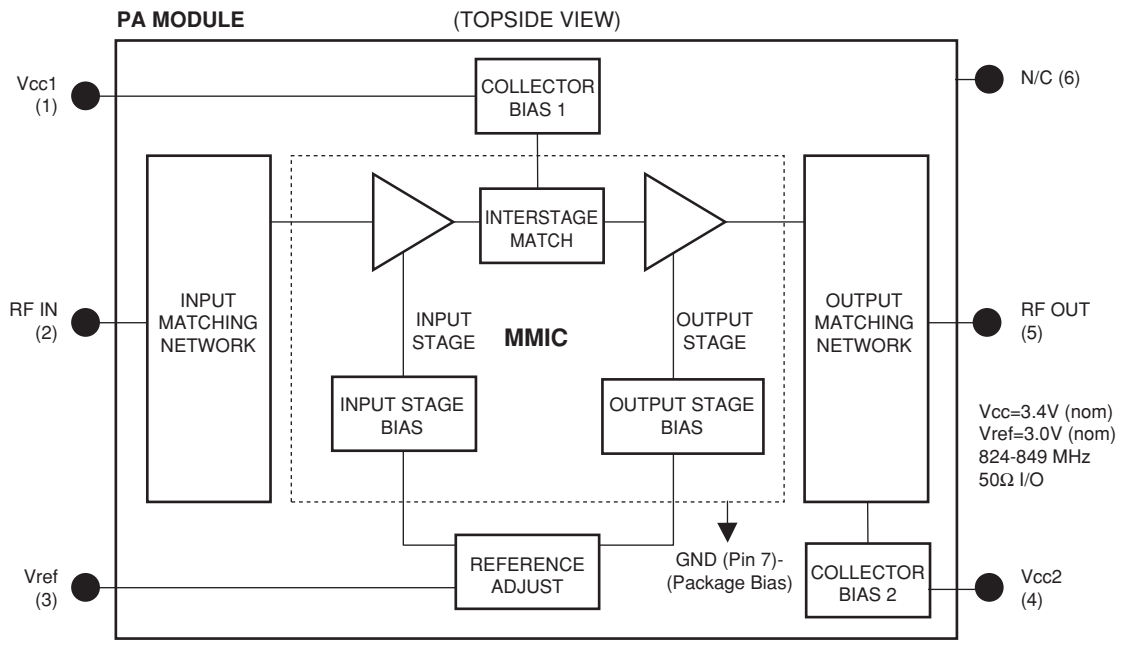 PA MODULE
(TOPSIDE VIEW)
Vcc1
(1)
COLLECTOR
BIAS 1
N/C (6)
INTERSTAGE
MATCH
RF IN
(2)
INPUT
MATCHING
NETWORK
INPUT
STAGE
MMIC
OUTPUT
STAGE
OUTPUT
MATCHING
NETWORK
RF OUT
(5)
INPUT STAGE
BIAS
OUTPUT STAGE
BIAS
Vcc=3.4V (nom)
Vref=3.0V (nom)
824-849 MHz
50Ω I/O
Vref
(3)
REFERENCE
ADJUST
GND (Pin 7)-
(Package Bias)
COLLECTOR
BIAS 2
Vcc2
(4)